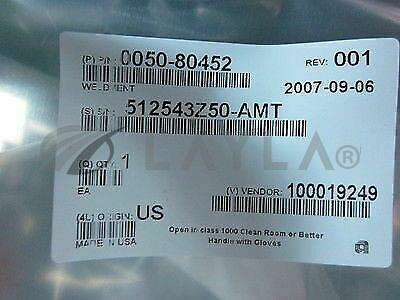 (P) P/N: 0050-80452
REV: 001
WELDMENT
2007-09-06
(S) S/N: 512543Z50-AMT
LAYLA®
(Q) QTY: 1
EA
(V) VENDOR: 100019249
(4L) ORIGIN: US
MADE IN USA
Open in class 1000 Clean Room or Better
Handle with Gloves